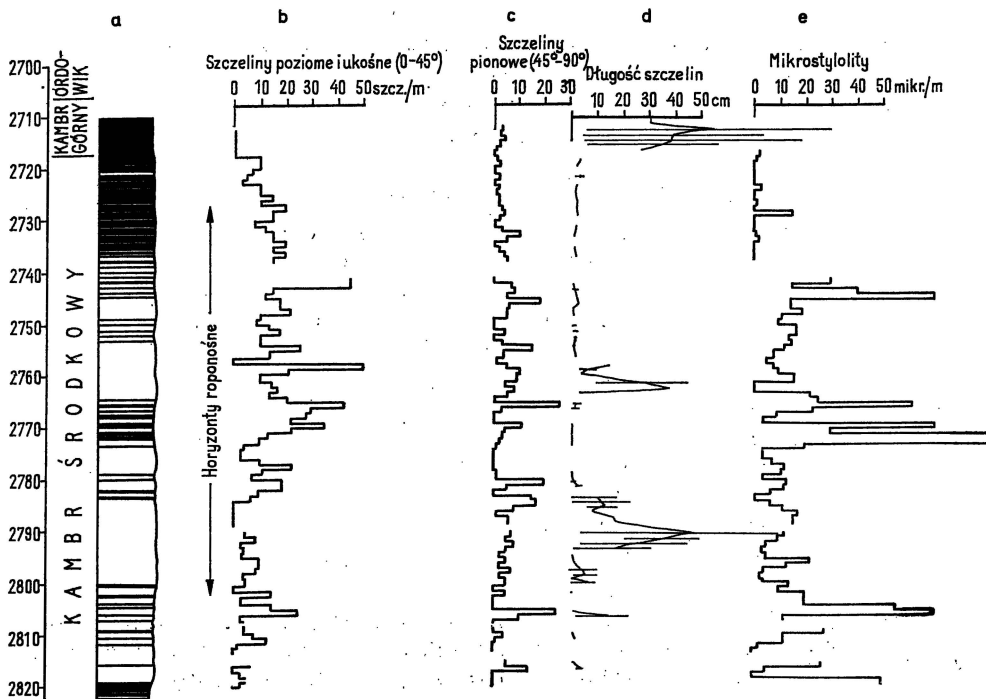 a
b
c
d
e
Szczeliny poziome i ukośne (0-45°)
0 10 20 30 40 50 szcz./m
Szczeliny
pionowe (45°-90°)
0 10 20 30
Długość szczelin
10 20 30 40 50 cm
Mikrostylolity
0 10 20 30 40 50 mikr./m
2700
2710
2720
2730
2740
2750
2760
2770
2780
2790
2800
2810
2820
ORDO-
WIK
KAMBR
GÓRNY
KAMBR ŚRODKOWY
Horyzonty roponośne